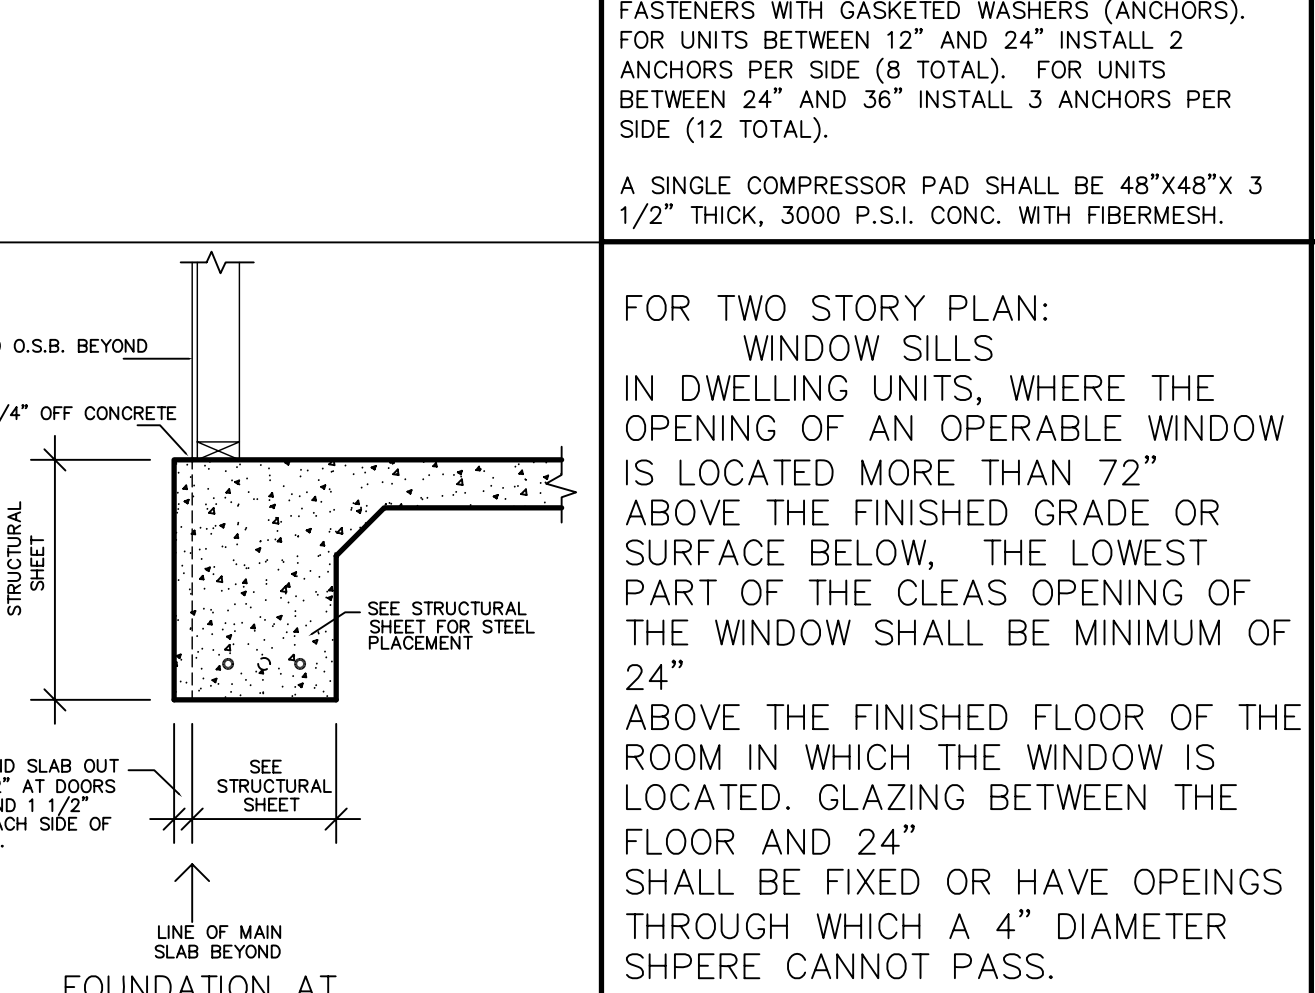 FASTENERS WITH GASKETED WASHERS (ANCHORS).
FOR UNITS BETWEEN 12" AND 24" INSTALL 2
ANCHORS PER SIDE (8 TOTAL). FOR UNITS
BETWEEN 24" AND 36" INSTALL 3 ANCHORS PER
SIDE (12 TOTAL).
A SINGLE COMPRESSOR PAD SHALL BE 48"X48"X 3
1/2" THICK, 3000 P.S.I. CONC. WITH FIBERMESH.
O.S.B. BEYOND
/4" OFF CONCRETE
STRUCTURAL
SHEET
SEE STRUCTURAL
SHEET FOR STEEL
PLACEMENT
ND SLAB OUT
2" AT DOORS
ND 1 1/2"
ACH SIDE OF
.
SEE
STRUCTURAL
SHEET
LINE OF MAIN
SLAB BEYOND
FOUNDATION AT
FOR TWO STORY PLAN:
WINDOW SILLS
IN DWELLING UNITS, WHERE THE
OPENING OF AN OPERABLE WINDOW
IS LOCATED MORE THAN 72"
ABOVE THE FINISHED GRADE OR
SURFACE BELOW, THE LOWEST
PART OF THE CLEAS OPENING OF
THE WINDOW SHALL BE MINIMUM OF
24"
ABOVE THE FINISHED FLOOR OF THE
ROOM IN WHICH THE WINDOW IS
LOCATED. GLAZING BETWEEN THE
FLOOR AND 24"
SHALL BE FIXED OR HAVE OPEINGS
THROUGH WHICH A 4" DIAMETER
SHPERE CANNOT PASS.